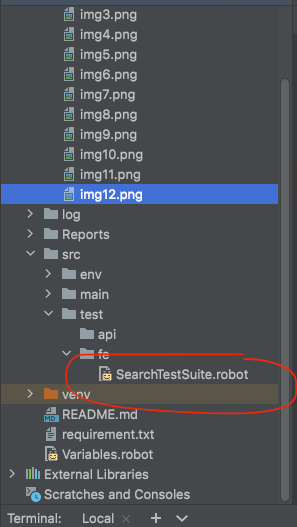 img3.png
img4.png
img5.png
img6.png
img7.png
img8.png
img9.png
img10.png
img11.png
img12.png
log
Reports
src
env
main
test
api
fe
SearchTestSuite.robot
venv
MD README.md
requirement.txt
Variables.robot
External Libraries
Scratches and Consoles
Terminal: Local × + ⌄